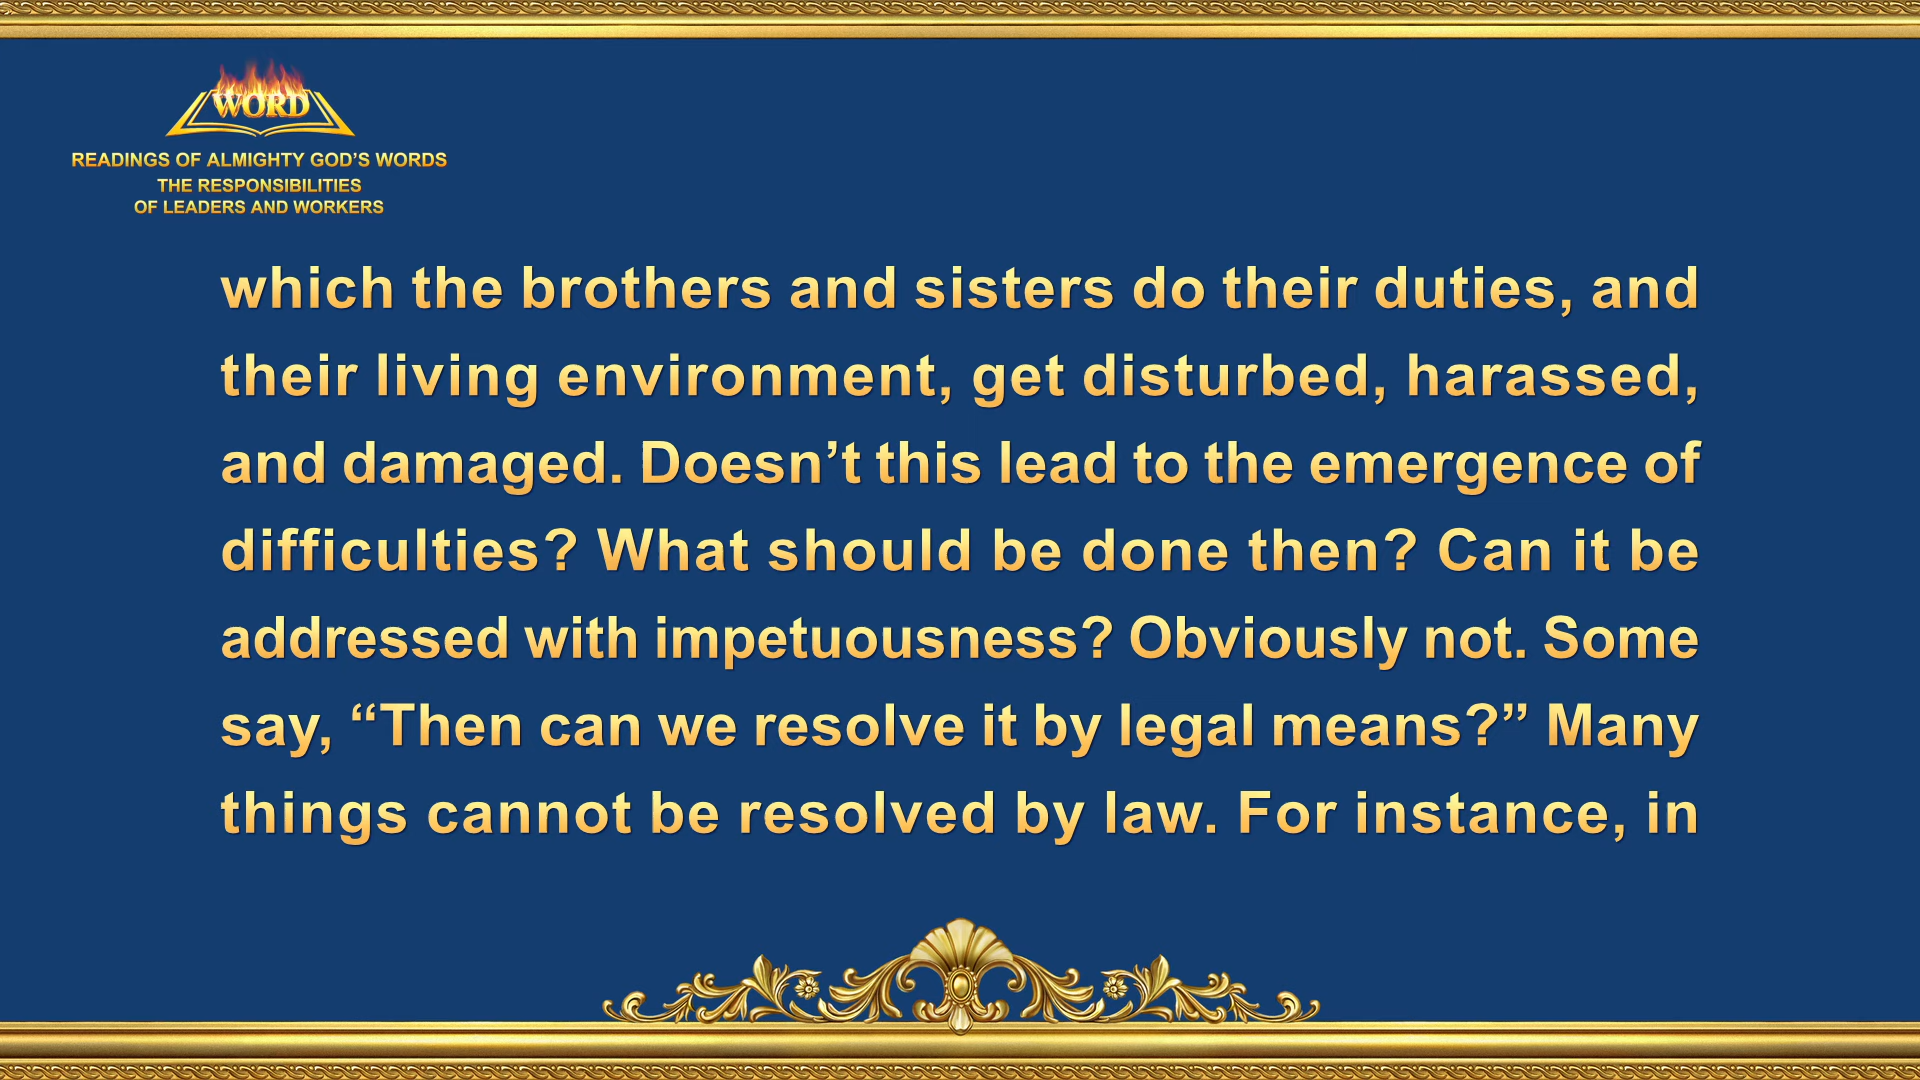 WORD
READINGS OF ALMIGHTY GOD’S WORDS
THE RESPONSIBILITIES
OF LEADERS AND WORKERS
which the brothers and sisters do their duties, and
their living environment, get disturbed, harassed,
and damaged. Doesn’t this lead to the emergence of
difficulties? What should be done then? Can it be
addressed with impetuousness? Obviously not. Some
say, “Then can we resolve it by legal means?” Many
things cannot be resolved by law. For instance, in